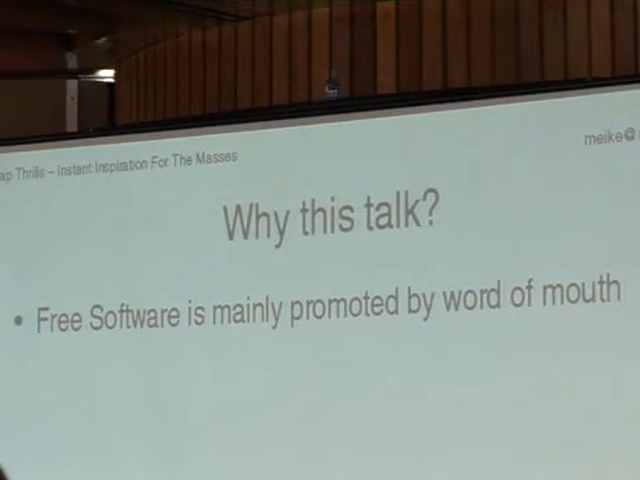 Thrills – Instant Inspiration For The Masses
meike@
Why this talk?
• Free Software is mainly promoted by word of mouth